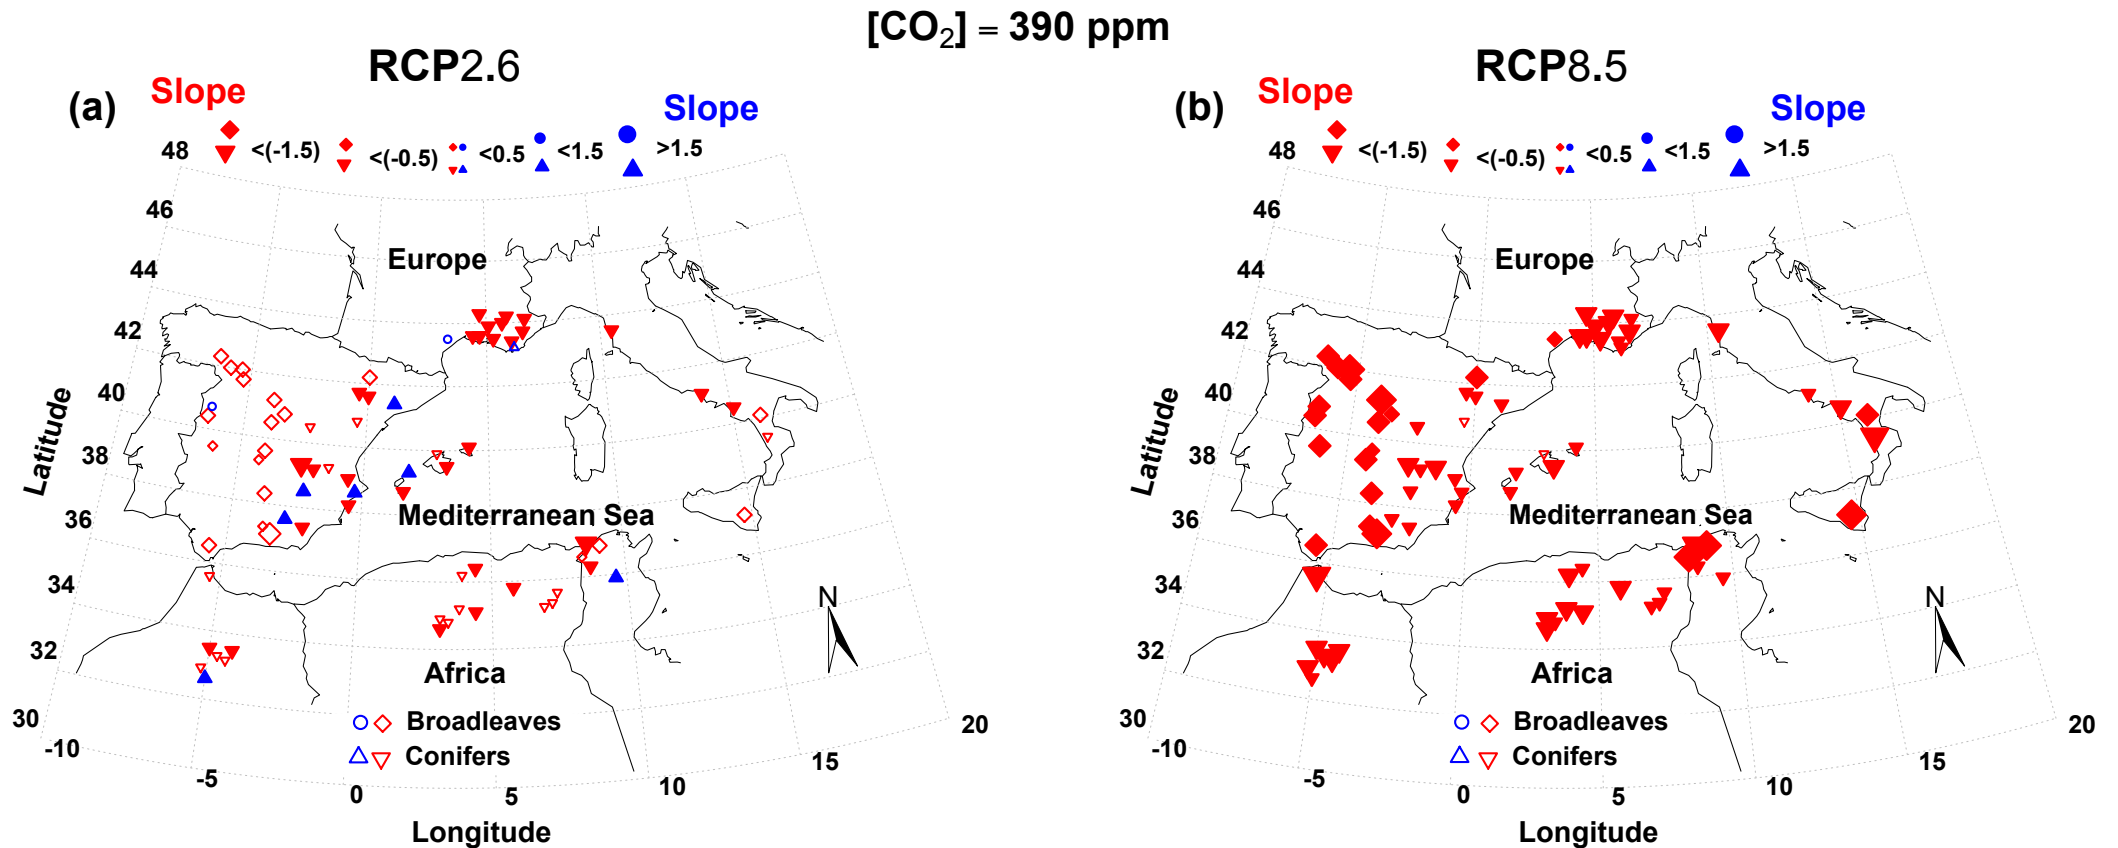 [CO₂] = 390 ppm
RCP2.6
(a)
Slope
Slope
<(-1.5)
<(-0.5)
<0.5
<1.5
>1.5
48
46
44
42
40
38
36
34
32
30
Latitude
Europe
Mediterranean Sea
Africa
N
Broadleaves
Conifers
-10
-5
0
5
10
15
20
Longitude
RCP8.5
(b)
Slope
Slope
<(-1.5)
<(-0.5)
<0.5
<1.5
>1.5
48
46
44
42
40
38
36
34
32
30
Latitude
Europe
Mediterranean Sea
Africa
N
Broadleaves
Conifers
-10
-5
0
5
10
15
20
Longitude